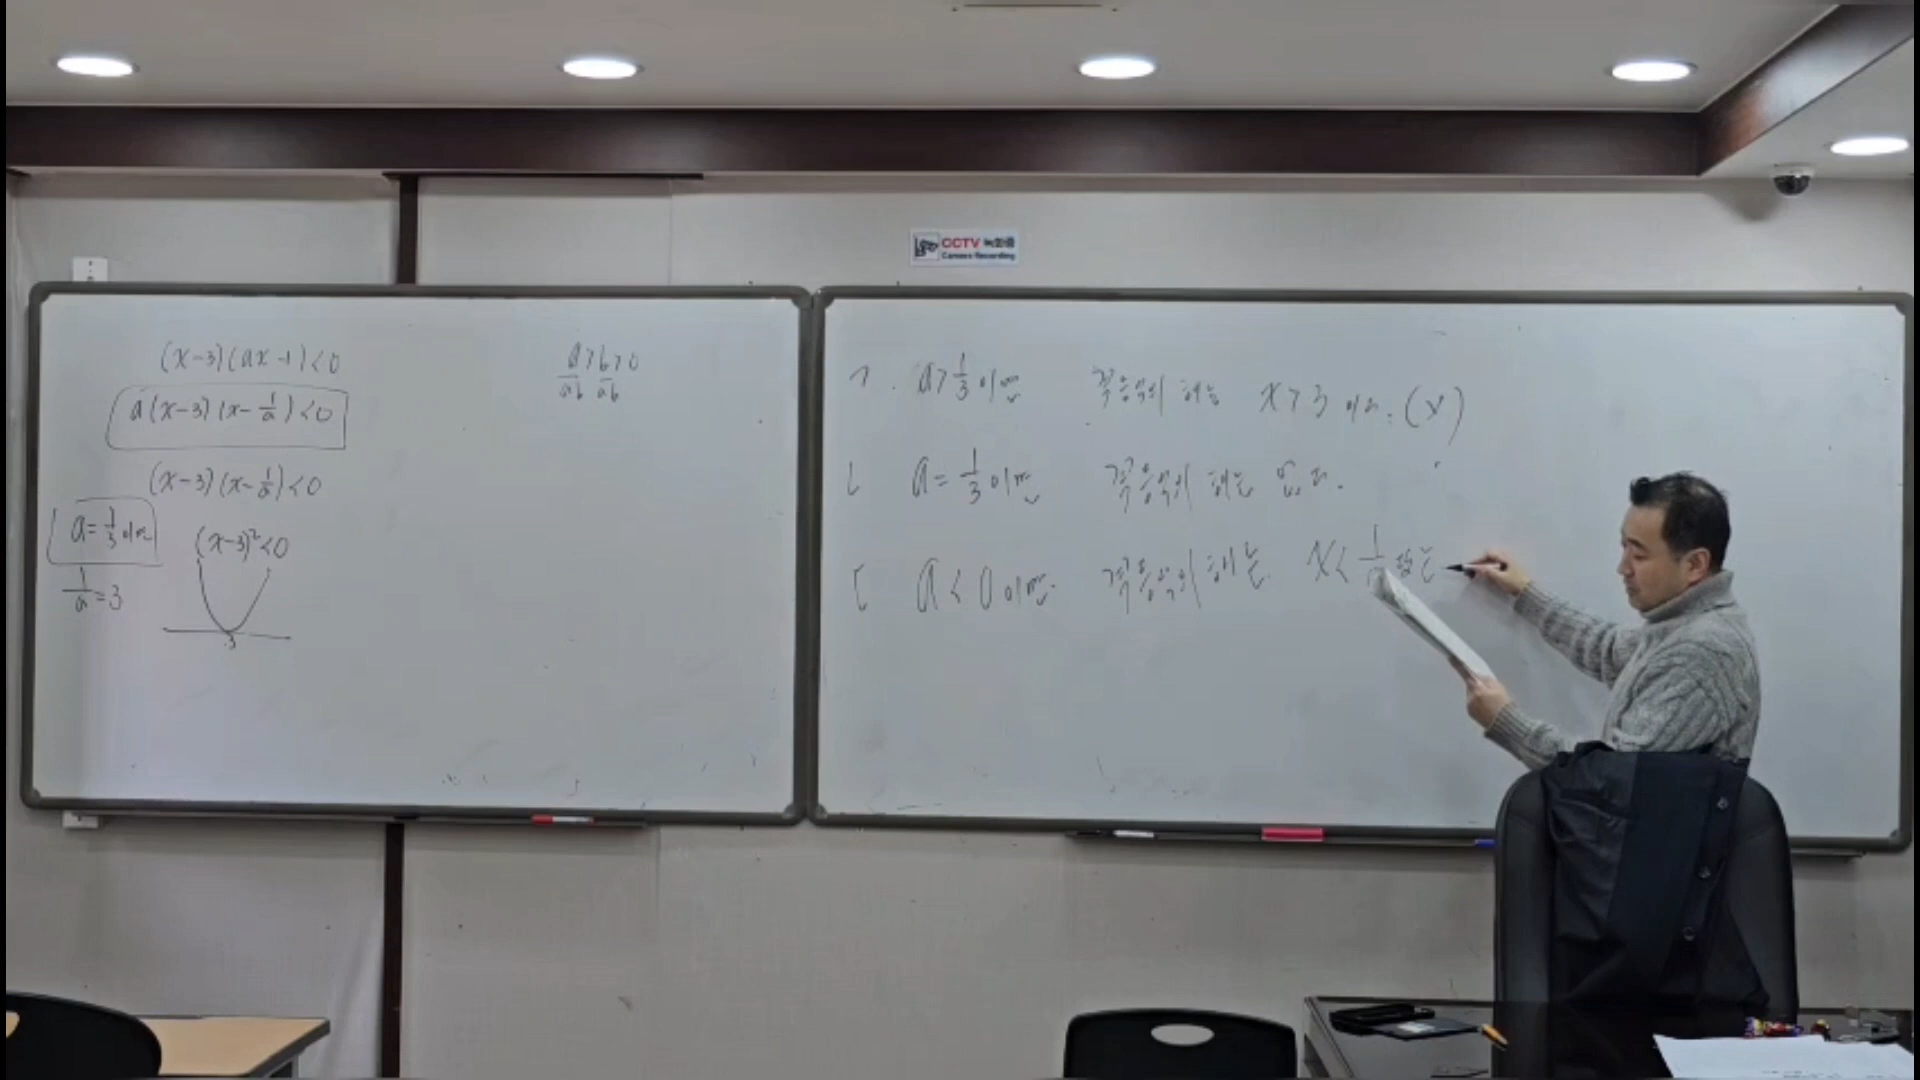 CCTV 녹화중
Camera Recording
(x-3)(ax-1)<0
a(x-3)(x-1/a)<0
(x-3)(x-1/a)<0
a=1/3이면
(x-3)²<0
1/a=3
3
a>b>0
ab ab
ㄱ. a>1/3이면 부등식의 해는 x>3 이다. (x)
ㄴ a=1/3이면 부등식의 해는 없다.
ㄷ a<0이면 부등식의 해는 x<1/a 또는